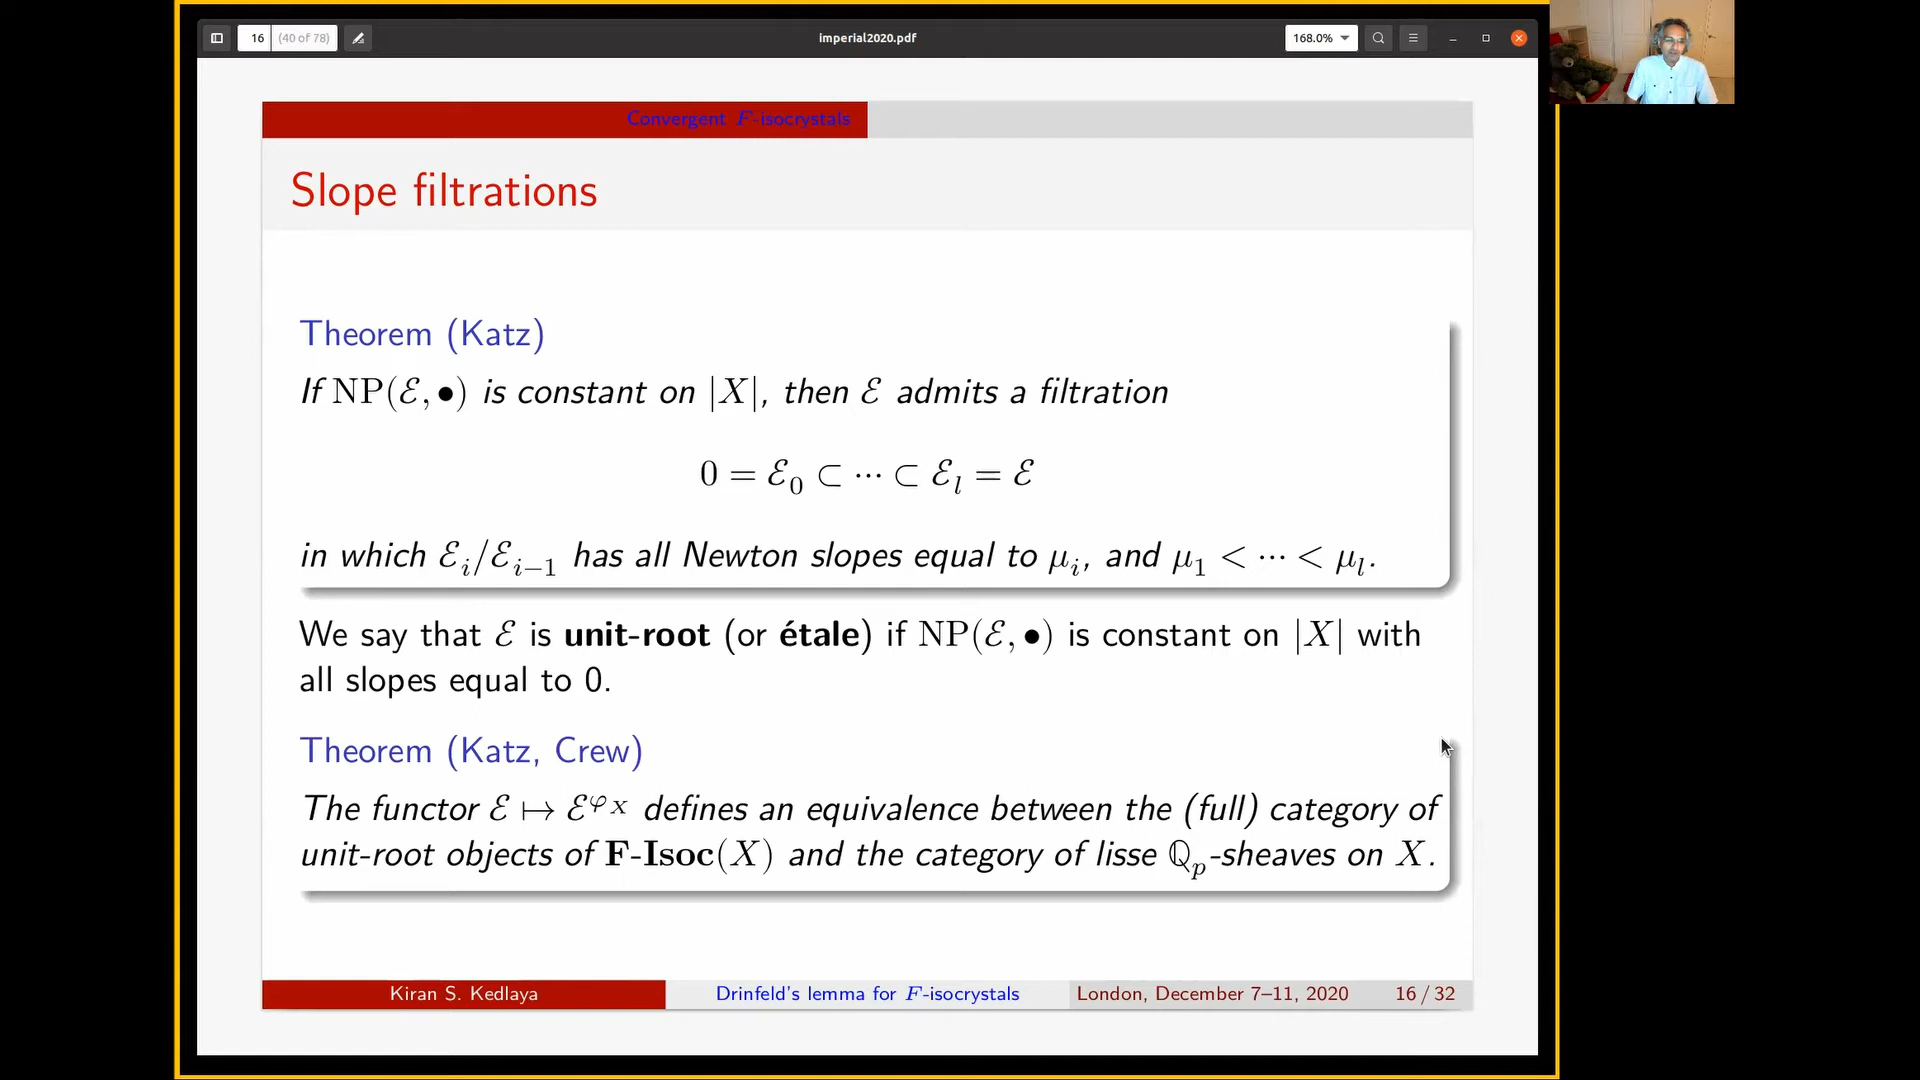 16 (40 of 78) imperial2020.pdf 168.0%
Convergent F-isocrystals
Slope filtrations
Theorem (Katz)
If NP(ℰ, •) is constant on |X|, then ℰ admits a filtration
0 = ℰ₀ ⊂ ··· ⊂ ℰ_l = ℰ
in which ℰ_i/ℰ_{i−1} has all Newton slopes equal to μ_i, and μ₁ < ··· < μ_l.
We say that ℰ is unit-root (or étale) if NP(ℰ, •) is constant on |X| with
all slopes equal to 0.
Theorem (Katz, Crew)
The functor ℰ ↦ ℰ^{φ_X} defines an equivalence between the (full) category of
unit-root objects of F-Isoc(X) and the category of lisse ℚ_p-sheaves on X.
Kiran S. Kedlaya Drinfeld's lemma for F-isocrystals London, December 7–11, 2020 16 / 32